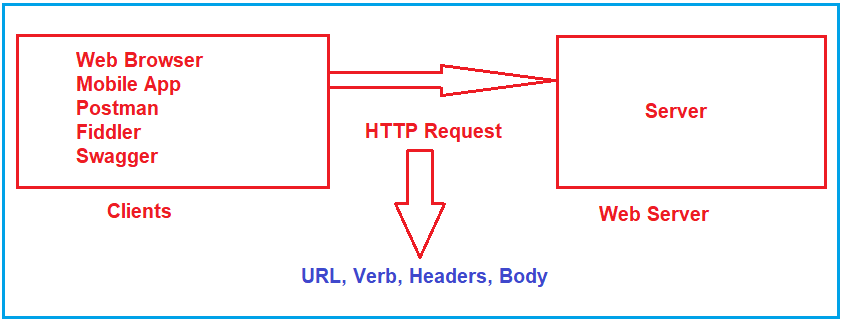 Web Browser
Mobile App
Postman
Fiddler
Swagger
Server
HTTP Request
Clients
Web Server
URL, Verb, Headers, Body